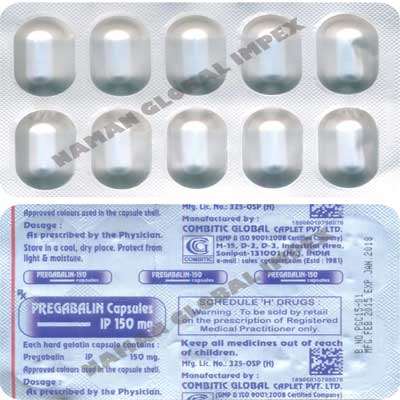 NAMAN GLOBAL IMPEX
Approved colours used in the capsule shell.
Dosage :
As prescribed by the Physician.
Store in a cool, dry place. Protect from
light & moisture.
Mfg. Lic. No.: 325-OSP (H)
Manufactured by :
COMBITIC GLOBAL CAPLET PVT. LTD.
(GMP & ISO 9001:2008 Certified Company)
M-15, D-2, D-3, Industrial Area,
Sonipat-131001 (Hr.), INDIA
(Estd : 1981)
CG
COMBITIC
PREGABALIN-150
capsules
PREGABALIN-150
capsules
PREGABALIN-150
capsules
Rx
PREGABALIN Capsules
IP 150 mg
Each hard gelatin capsule contains :
Pregabalin IP 150 mg
Approved colours used in the capsule shell.
Dosage :
As prescribed by the Physician.
SCHEDULE 'H' DRUGS :
Warning : To be sold by retail
on the prescription of Registered
Medical Practitioner only.
Keep all medicines out of reach
of children.
Mfg. Lic. No.: 325-OSP (H)
Manufactured by :
COMBITIC GLOBAL CAPLET PVT. LTD.
(GMP & ISO 9001:2008 Certified Company)
MFG FEB 2015 EXP JAN 2018
NAMAN GLOBAL IMPEX